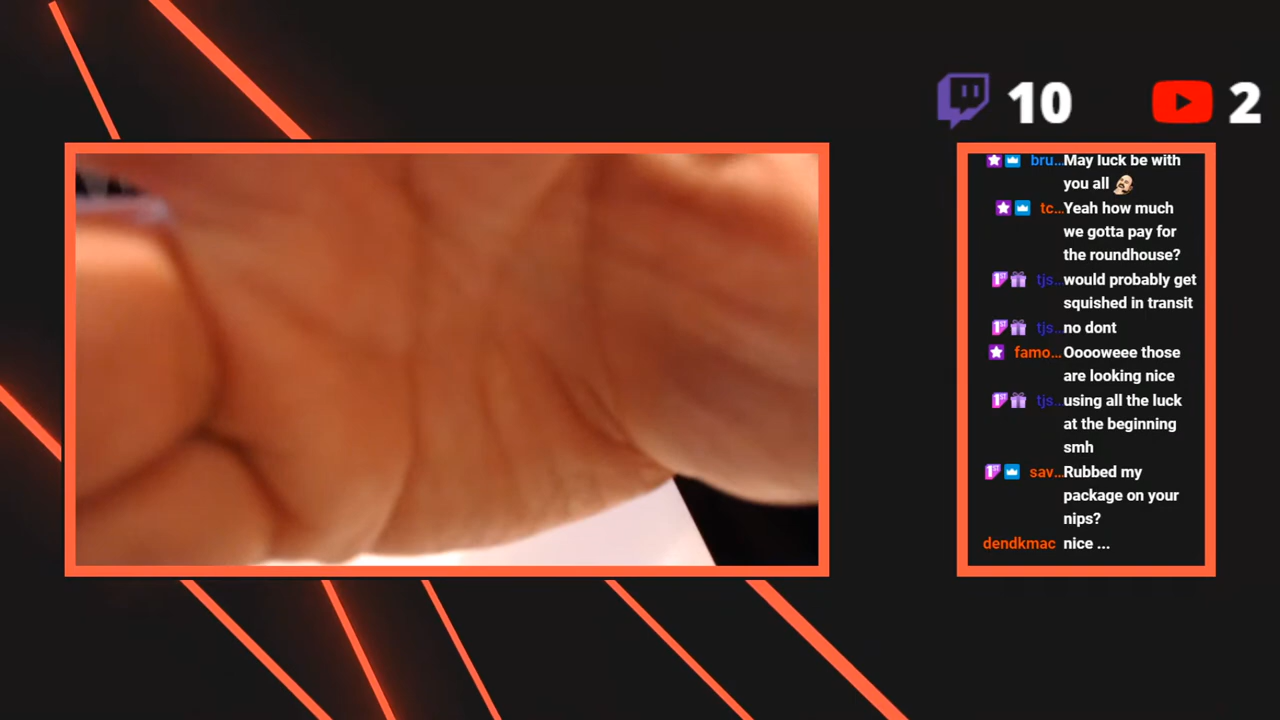 10 2
bru... May luck be with
you all
tc... Yeah how much
we gotta pay for
the roundhouse?
tjs... would probably get
squished in transit
tjs... no dont
famo... Ooooweee those
are looking nice
tjs... using all the luck
at the beginning
smh
sav... Rubbed my
package on your
nips?
dendkmac nice ...